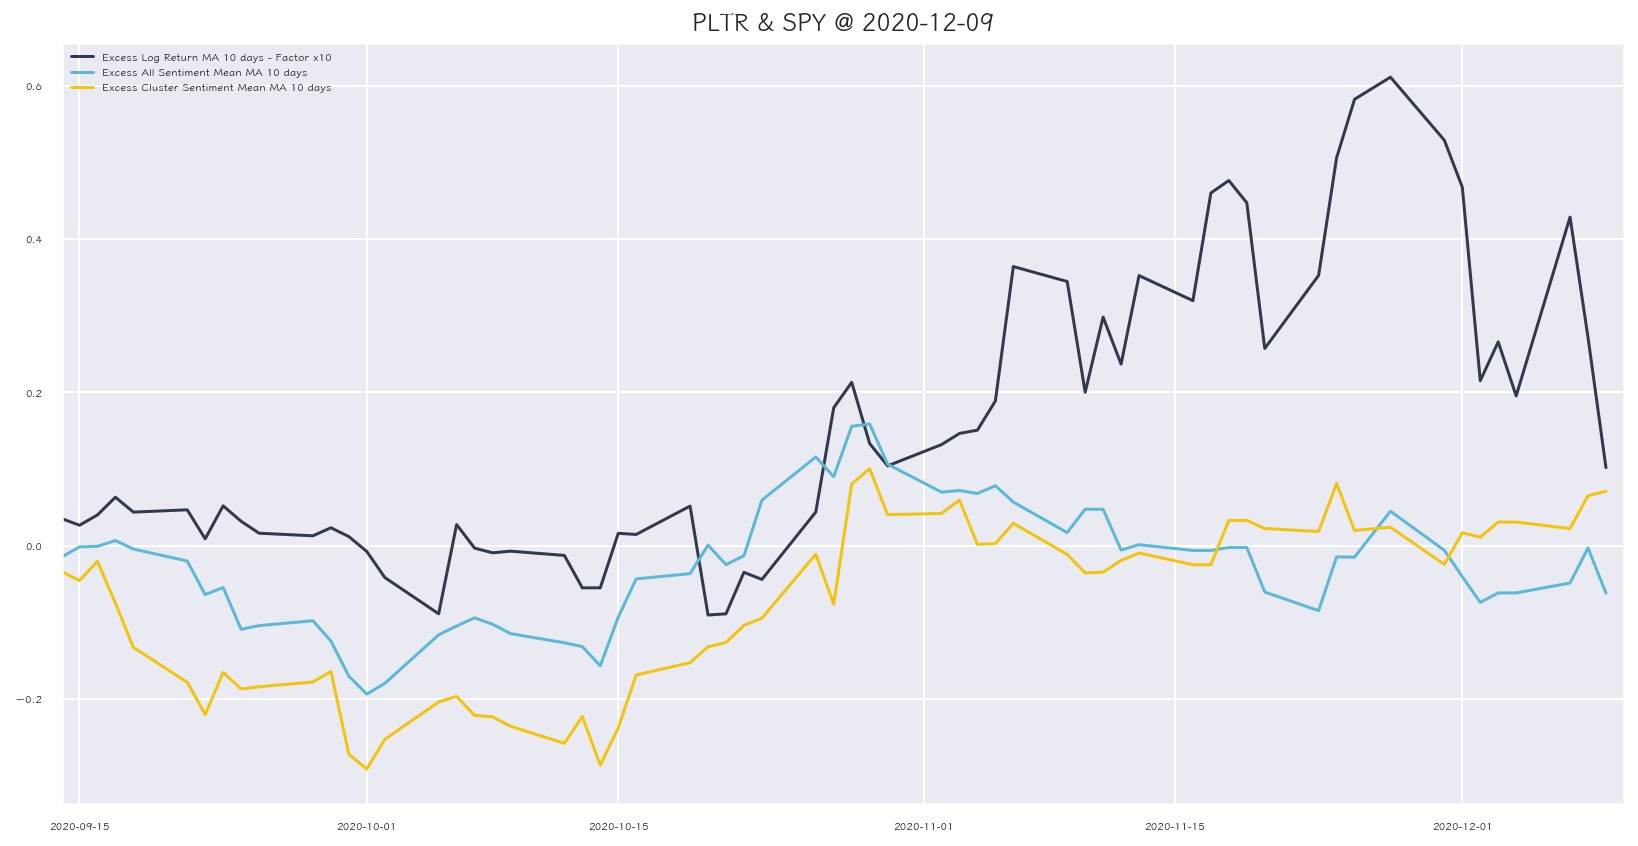 PLTR & SPY @ 2020-12-09
Excess Log Return MA 10 days - Factor x10
Excess All Sentiment Mean MA 10 days
Excess Cluster Sentiment Mean MA 10 days
0.6
0.4
0.2
0.0
−0.2
2020-09-15 2020-10-01 2020-10-15 2020-11-01 2020-11-15 2020-12-01